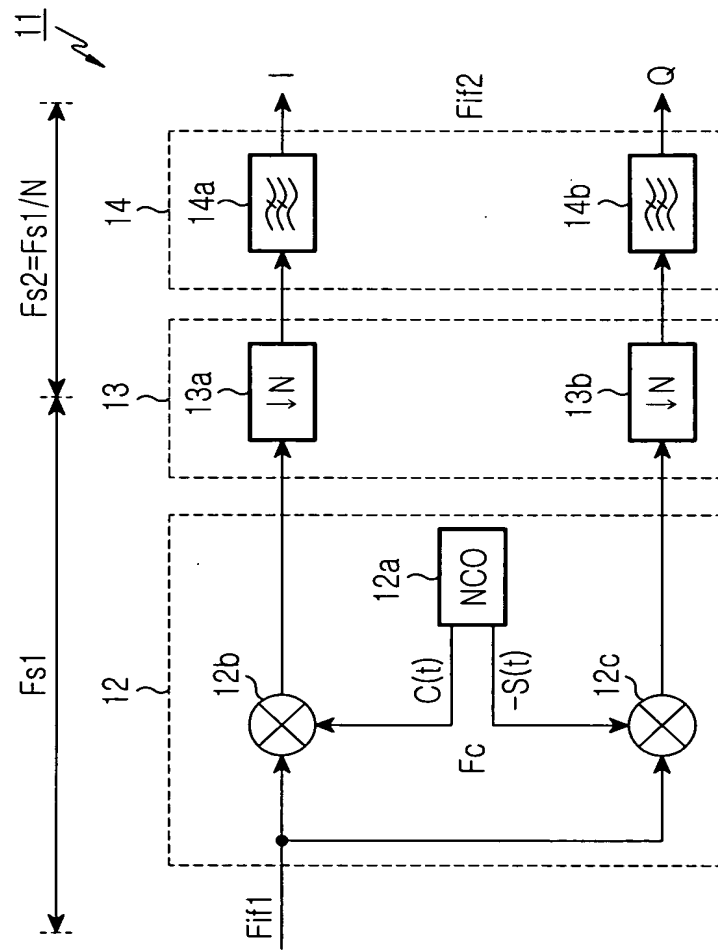 11
Fs1
Fs2=Fs1/N
12
13
14
12b
13a
14a
↓N
I
Fif1
C(t)
12a
NCO
Fc
-S(t)
Fif2
12c
13b
14b
↓N
Q